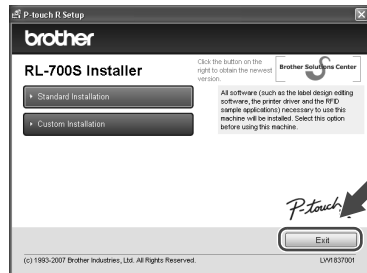 P-touch R Setup
brother
RL-700S Installer
Click the button on the
right to obtain the newest
version.
Brother Solutions Center
Standard Installation
Custom Installation
All software (such as the label design editing
software, the printer driver and the RFID
sample applications) necessary to use this
machine will be installed. Select this option
before using this machine.
P-touch
Exit
(c) 1993-2007 Brother Industries, Ltd. All Rights Reserved.
LW1837001